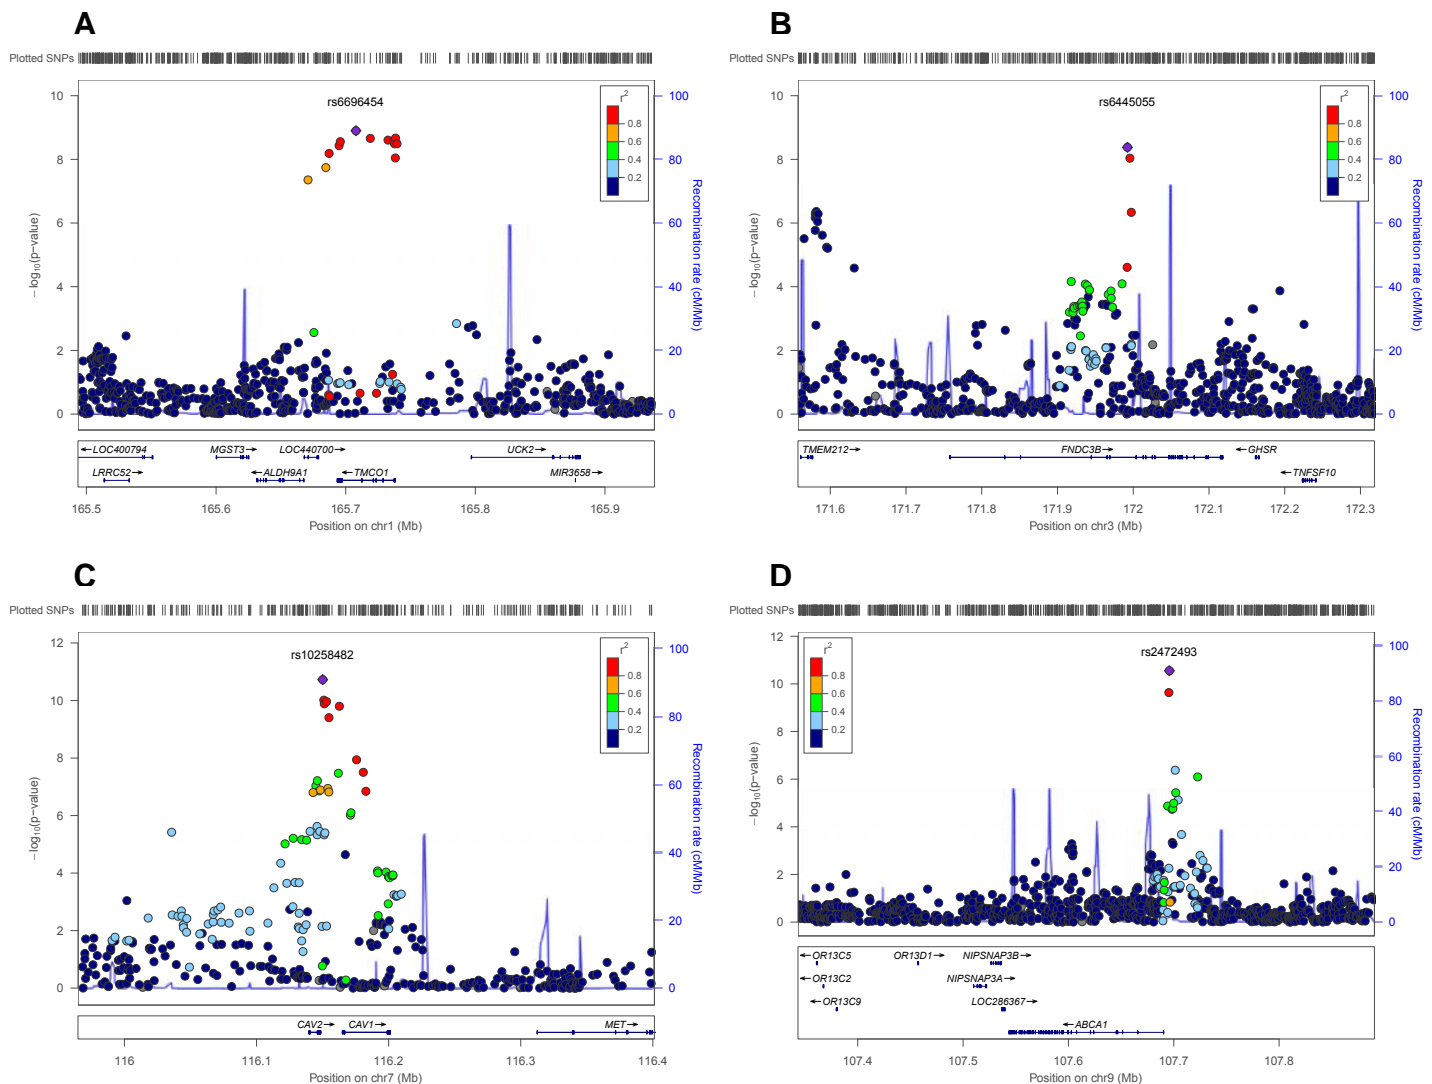 A
Plotted SNPs
rs6696454
r2
0.8
0.6
0.4
0.2
10
8
6
4
2
0
100
80
60
40
20
0
− log10(p−value)
Recombination rate (cM/Mb)
LOC400794
MGST3
LOC440700
UCK2
LRRC52
ALDH9A1
TMCO1
MIR3658
165.5
165.6
165.7
165.8
165.9
Position on chr1 (Mb)
B
Plotted SNPs
rs6445055
r2
0.8
0.6
0.4
0.2
10
8
6
4
2
0
100
80
60
40
20
0
− log10(p−value)
Recombination rate (cM/Mb)
TMEM212
FNDC3B
GHSR
TNFSF10
171.6
171.7
171.8
171.9
172
172.1
172.2
172.3
Position on chr3 (Mb)
C
Plotted SNPs
rs10258482
r2
0.8
0.6
0.4
0.2
12
10
8
6
4
2
0
100
80
60
40
20
0
− log10(p−value)
Recombination rate (cM/Mb)
CAV2
CAV1
MET
116
116.1
116.2
116.3
116.4
Position on chr7 (Mb)
D
Plotted SNPs
rs2472493
r2
0.8
0.6
0.4
0.2
12
10
8
6
4
2
0
100
80
60
40
20
0
− log10(p−value)
Recombination rate (cM/Mb)
OR13C5
OR13D1
NIPSNAP3B
OR13C2
NIPSNAP3A
OR13C9
LOC286367
ABCA1
107.4
107.5
107.6
107.7
107.8
Position on chr9 (Mb)